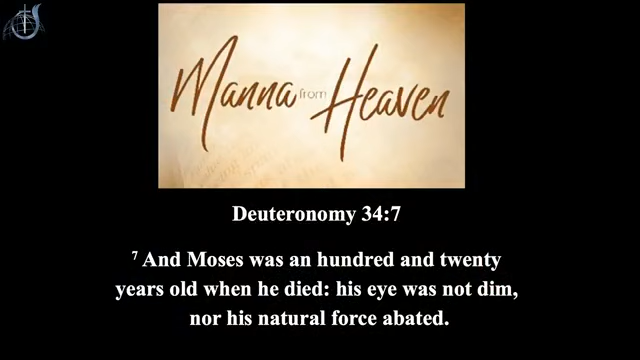 Manna from Heaven
Deuteronomy 34:7
7 And Moses was an hundred and twenty
years old when he died: his eye was not dim,
nor his natural force abated.